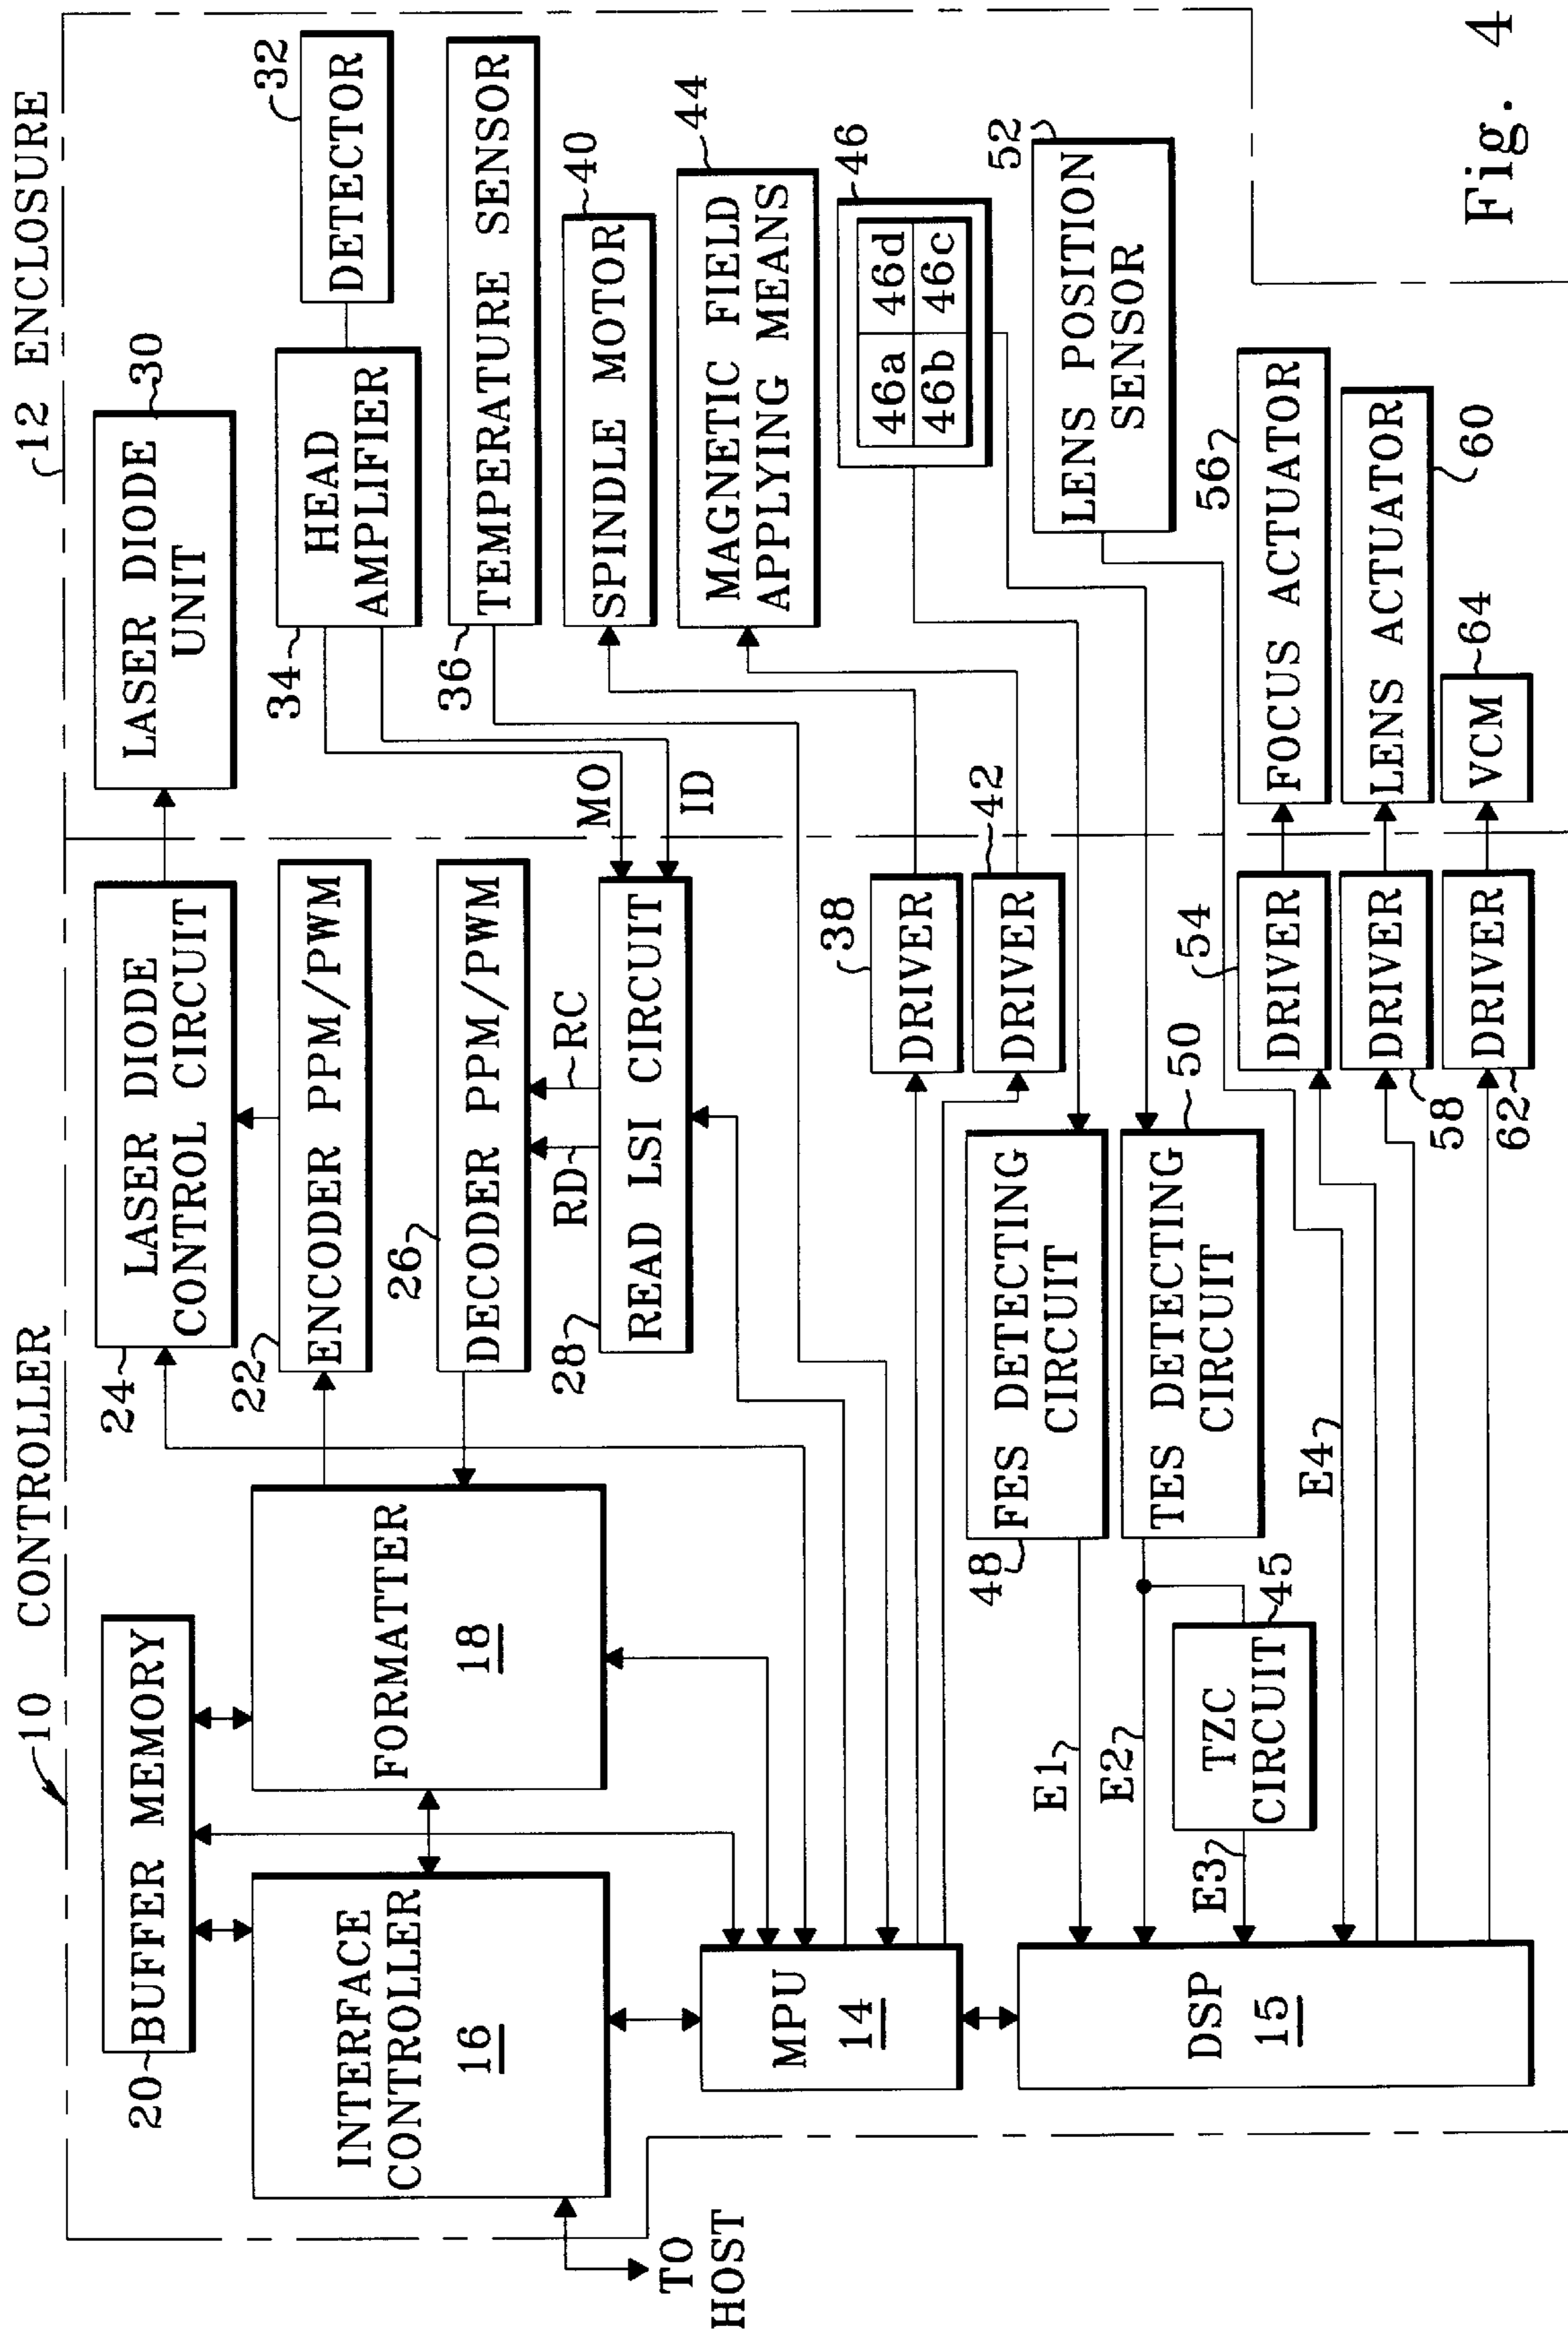 10 CONTROLLER
12 ENCLOSURE
20
BUFFER MEMORY
24
LASER DIODE
CONTROL CIRCUIT
LASER DIODE
UNIT
30
INTERFACE
CONTROLLER
16
FORMATTER
18
22
ENCODER PPM/PWM
34
HEAD
AMPLIFIER
DETECTOR
32
26
DECODER PPM/PWM
36
TEMPERATURE SENSOR
RD
RC
MO
ID
28
READ LSI CIRCUIT
SPINDLE MOTOR
40
TO
HOST
MPU
14
MAGNETIC FIELD
APPLYING MEANS
44
38
DRIVER
42
DRIVER
46a
46d
46b
46c
46
48
FES DETECTING
CIRCUIT
E1
LENS POSITION
SENSOR
52
E2
TES DETECTING
CIRCUIT
50
DSP
15
E3
TZC
CIRCUIT
45
E4
54
DRIVER
56
FOCUS ACTUATOR
58
DRIVER
LENS ACTUATOR
60
62
DRIVER
VCM
64
Fig. 4